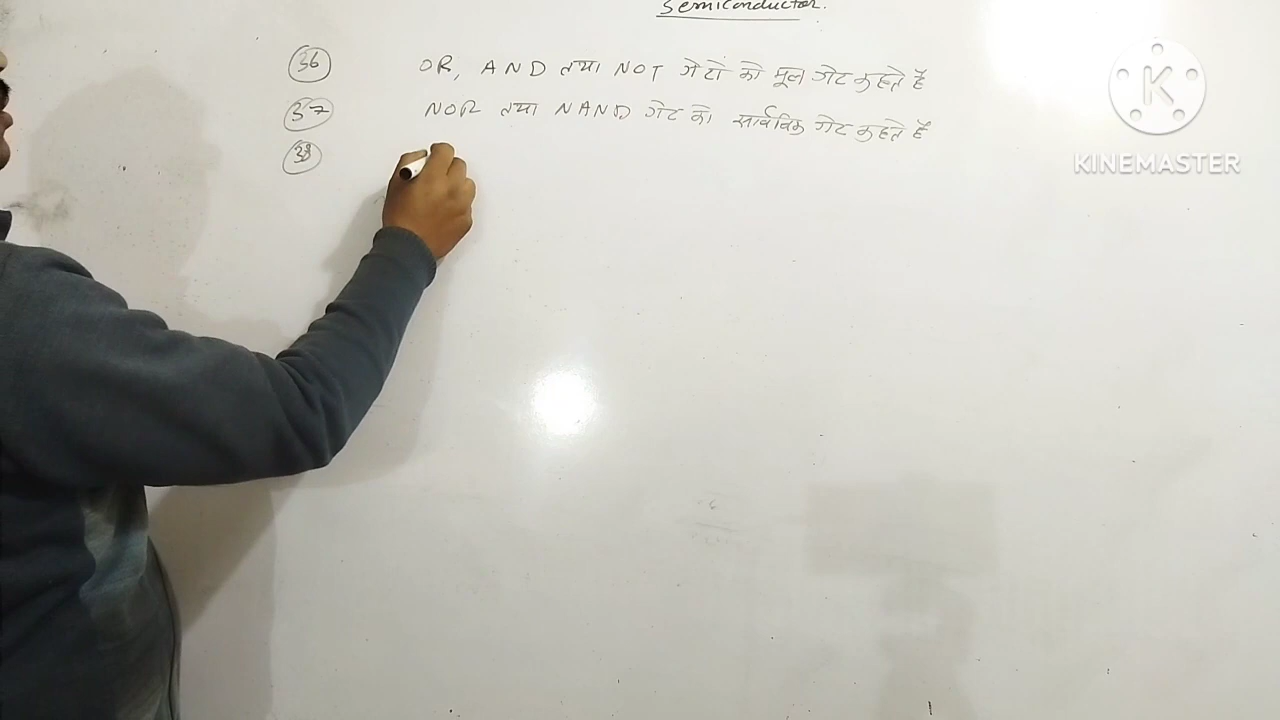 Semiconductor.
36 OR, AND तथा NOT गेटों को मूल गेट कहते हैं
37 NOR तथा NAND गेट को सार्वत्रिक गेट कहते हैं
38
K
KINEMASTER